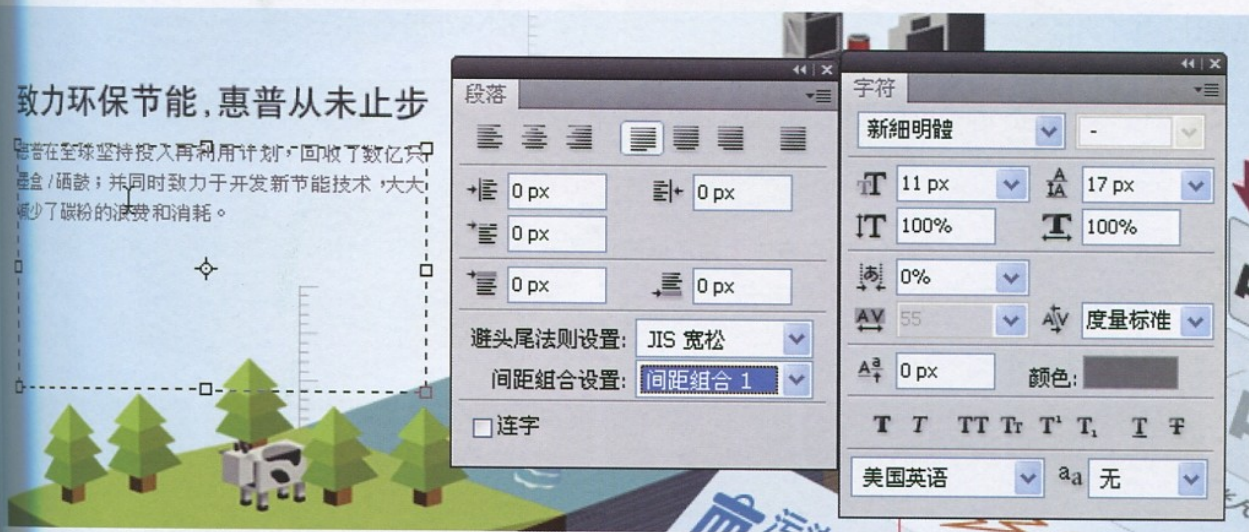 致力环保节能，惠普从未止步
惠普在全球坚持投入再利用计划，回收了数亿只
墨盒/硒鼓；并同时致力于开发新节能技术，大大
减少了碳粉的浪费和消耗。
段落
0 px
0 px
0 px
0 px
0 px
避头尾法则设置: JIS 宽松
间距组合设置: 间距组合 1
连字
字符
新細明體
-
11 px
17 px
100%
100%
0%
55
度量标准
0 px
颜色:
T T TT Tr T¹ T₁ T T
美国英语
aa 无